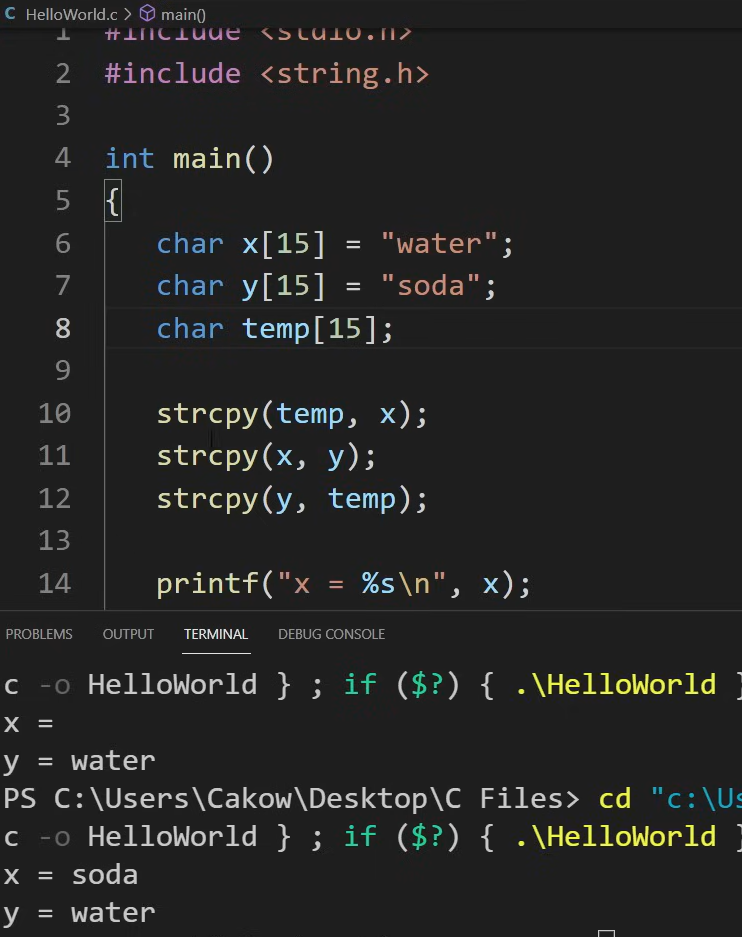 C HelloWorld.c > main()
1 #include <stdio.h>
2 #include <string.h>
3
4 int main()
5 {
6 char x[15] = "water";
7 char y[15] = "soda";
8 char temp[15];
9
10 strcpy(temp, x);
11 strcpy(x, y);
12 strcpy(y, temp);
13
14 printf("x = %s\n", x);
PROBLEMS OUTPUT TERMINAL DEBUG CONSOLE
c -o HelloWorld } ; if ($?) { .\HelloWorld }
x =
y = water
PS C:\Users\Cakow\Desktop\C Files> cd "c:\Us
c -o HelloWorld } ; if ($?) { .\HelloWorld }
x = soda
y = water